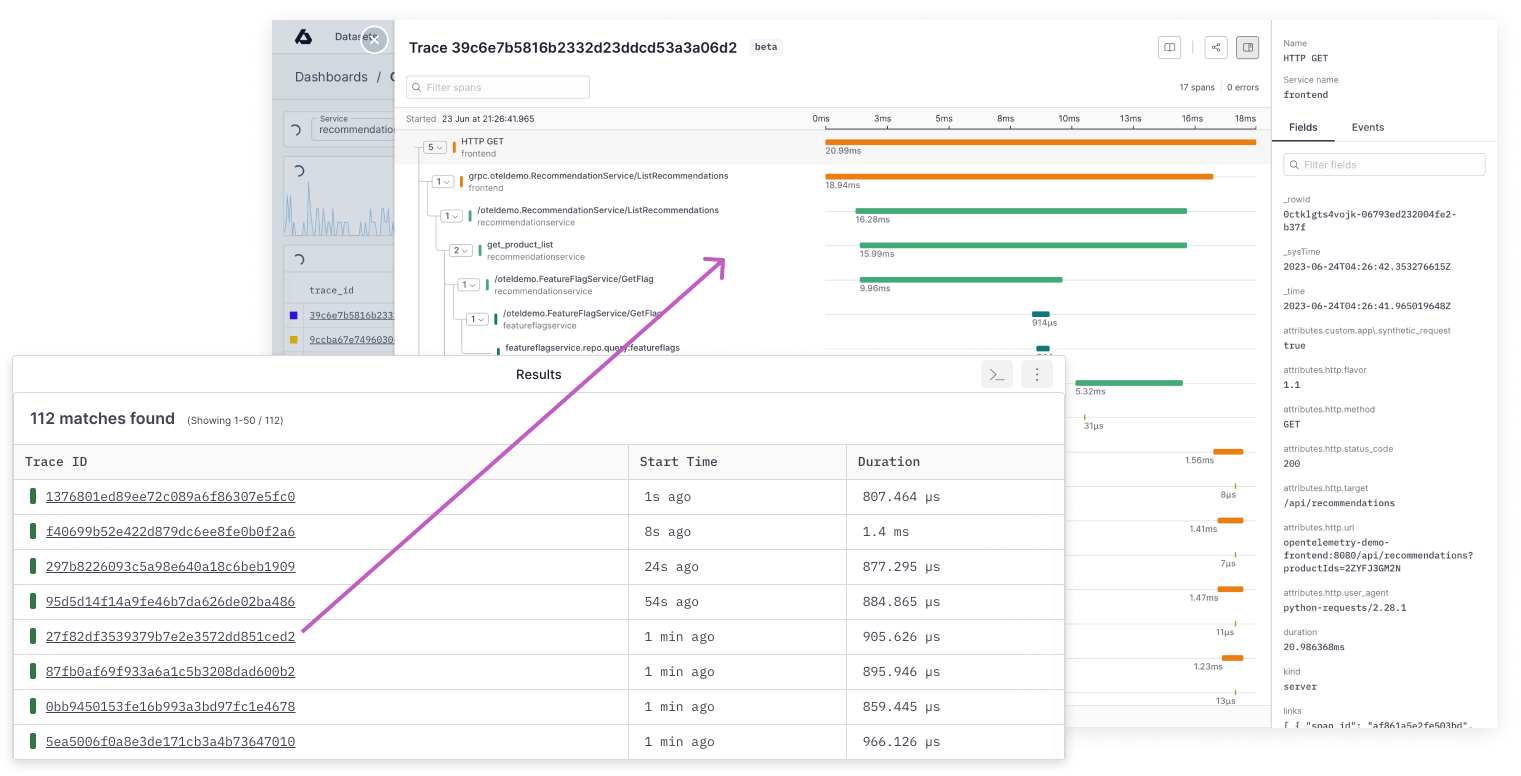 Datasets
Dashboards /
Service
recommendatio
trace_id
39c6e7b5816b233
9ccba67e7496030
Trace 39c6e7b5816b2332d23ddcd53a3a06d2 beta
Filter spans
17 spans 0 errors
Started 23 Jun at 21:26:41.965
0ms 3ms 5ms 8ms 10ms 13ms 16ms 18ms
5 HTTP GET
frontend
20.99ms
1 grpc.oteldemo.RecommendationService/ListRecommendations
frontend
18.94ms
1 /oteldemo.RecommendationService/ListRecommendations
recommendationservice
16.28ms
2 get_product_list
recommendationservice
15.99ms
1 /oteldemo.FeatureFlagService/GetFlag
recommendationservice
9.96ms
1 /oteldemo.FeatureFlagService/GetFlag
featureflagservice
914µs
featureflagservice.repo.query:featureflags
5.32ms
31µs
1.56ms
8µs
1.41ms
7µs
1.47ms
11µs
1.23ms
13µs
Name
HTTP GET
Service name
frontend
Fields Events
Filter fields
_rowId
0ctklgts4vojk-06793ed232004fe2-
b37f
_sysTime
2023-06-24T04:26:42.353276615Z
_time
2023-06-24T04:26:41.965019648Z
attributes.custom.app\.synthetic_request
true
attributes.http.flavor
1.1
attributes.http.method
GET
attributes.http.status_code
200
attributes.http.target
/api/recommendations
attributes.http.url
opentelemetry-demo-
frontend:8080/api/recommendations?
productIds=2ZYFJ3GM2N
attributes.http.user_agent
python-requests/2.28.1
duration
20.986368ms
kind
server
links
[ { "span_id": "af861a5e2fe503bd",
Results
112 matches found (Showing 1-50 / 112)
Trace ID Start Time Duration
1376801ed89ee72c089a6f86307e5fc0 1s ago 807.464 µs
f40699b52e422d879dc6ee8fe0b0f2a6 8s ago 1.4 ms
297b8226093c5a98e640a18c6beb1909 24s ago 877.295 µs
95d5d14f14a9fe46b7da626de02ba486 54s ago 884.865 µs
27f82df3539379b7e2e3572dd851ced2 1 min ago 905.626 µs
87fb0af69f933a6a1c5b3208dad600b2 1 min ago 895.946 µs
0bb9450153fe16b993a3bd97fc1e4678 1 min ago 859.445 µs
5ea5006f0a8e3de171cb3a4b73647010 1 min ago 966.126 µs